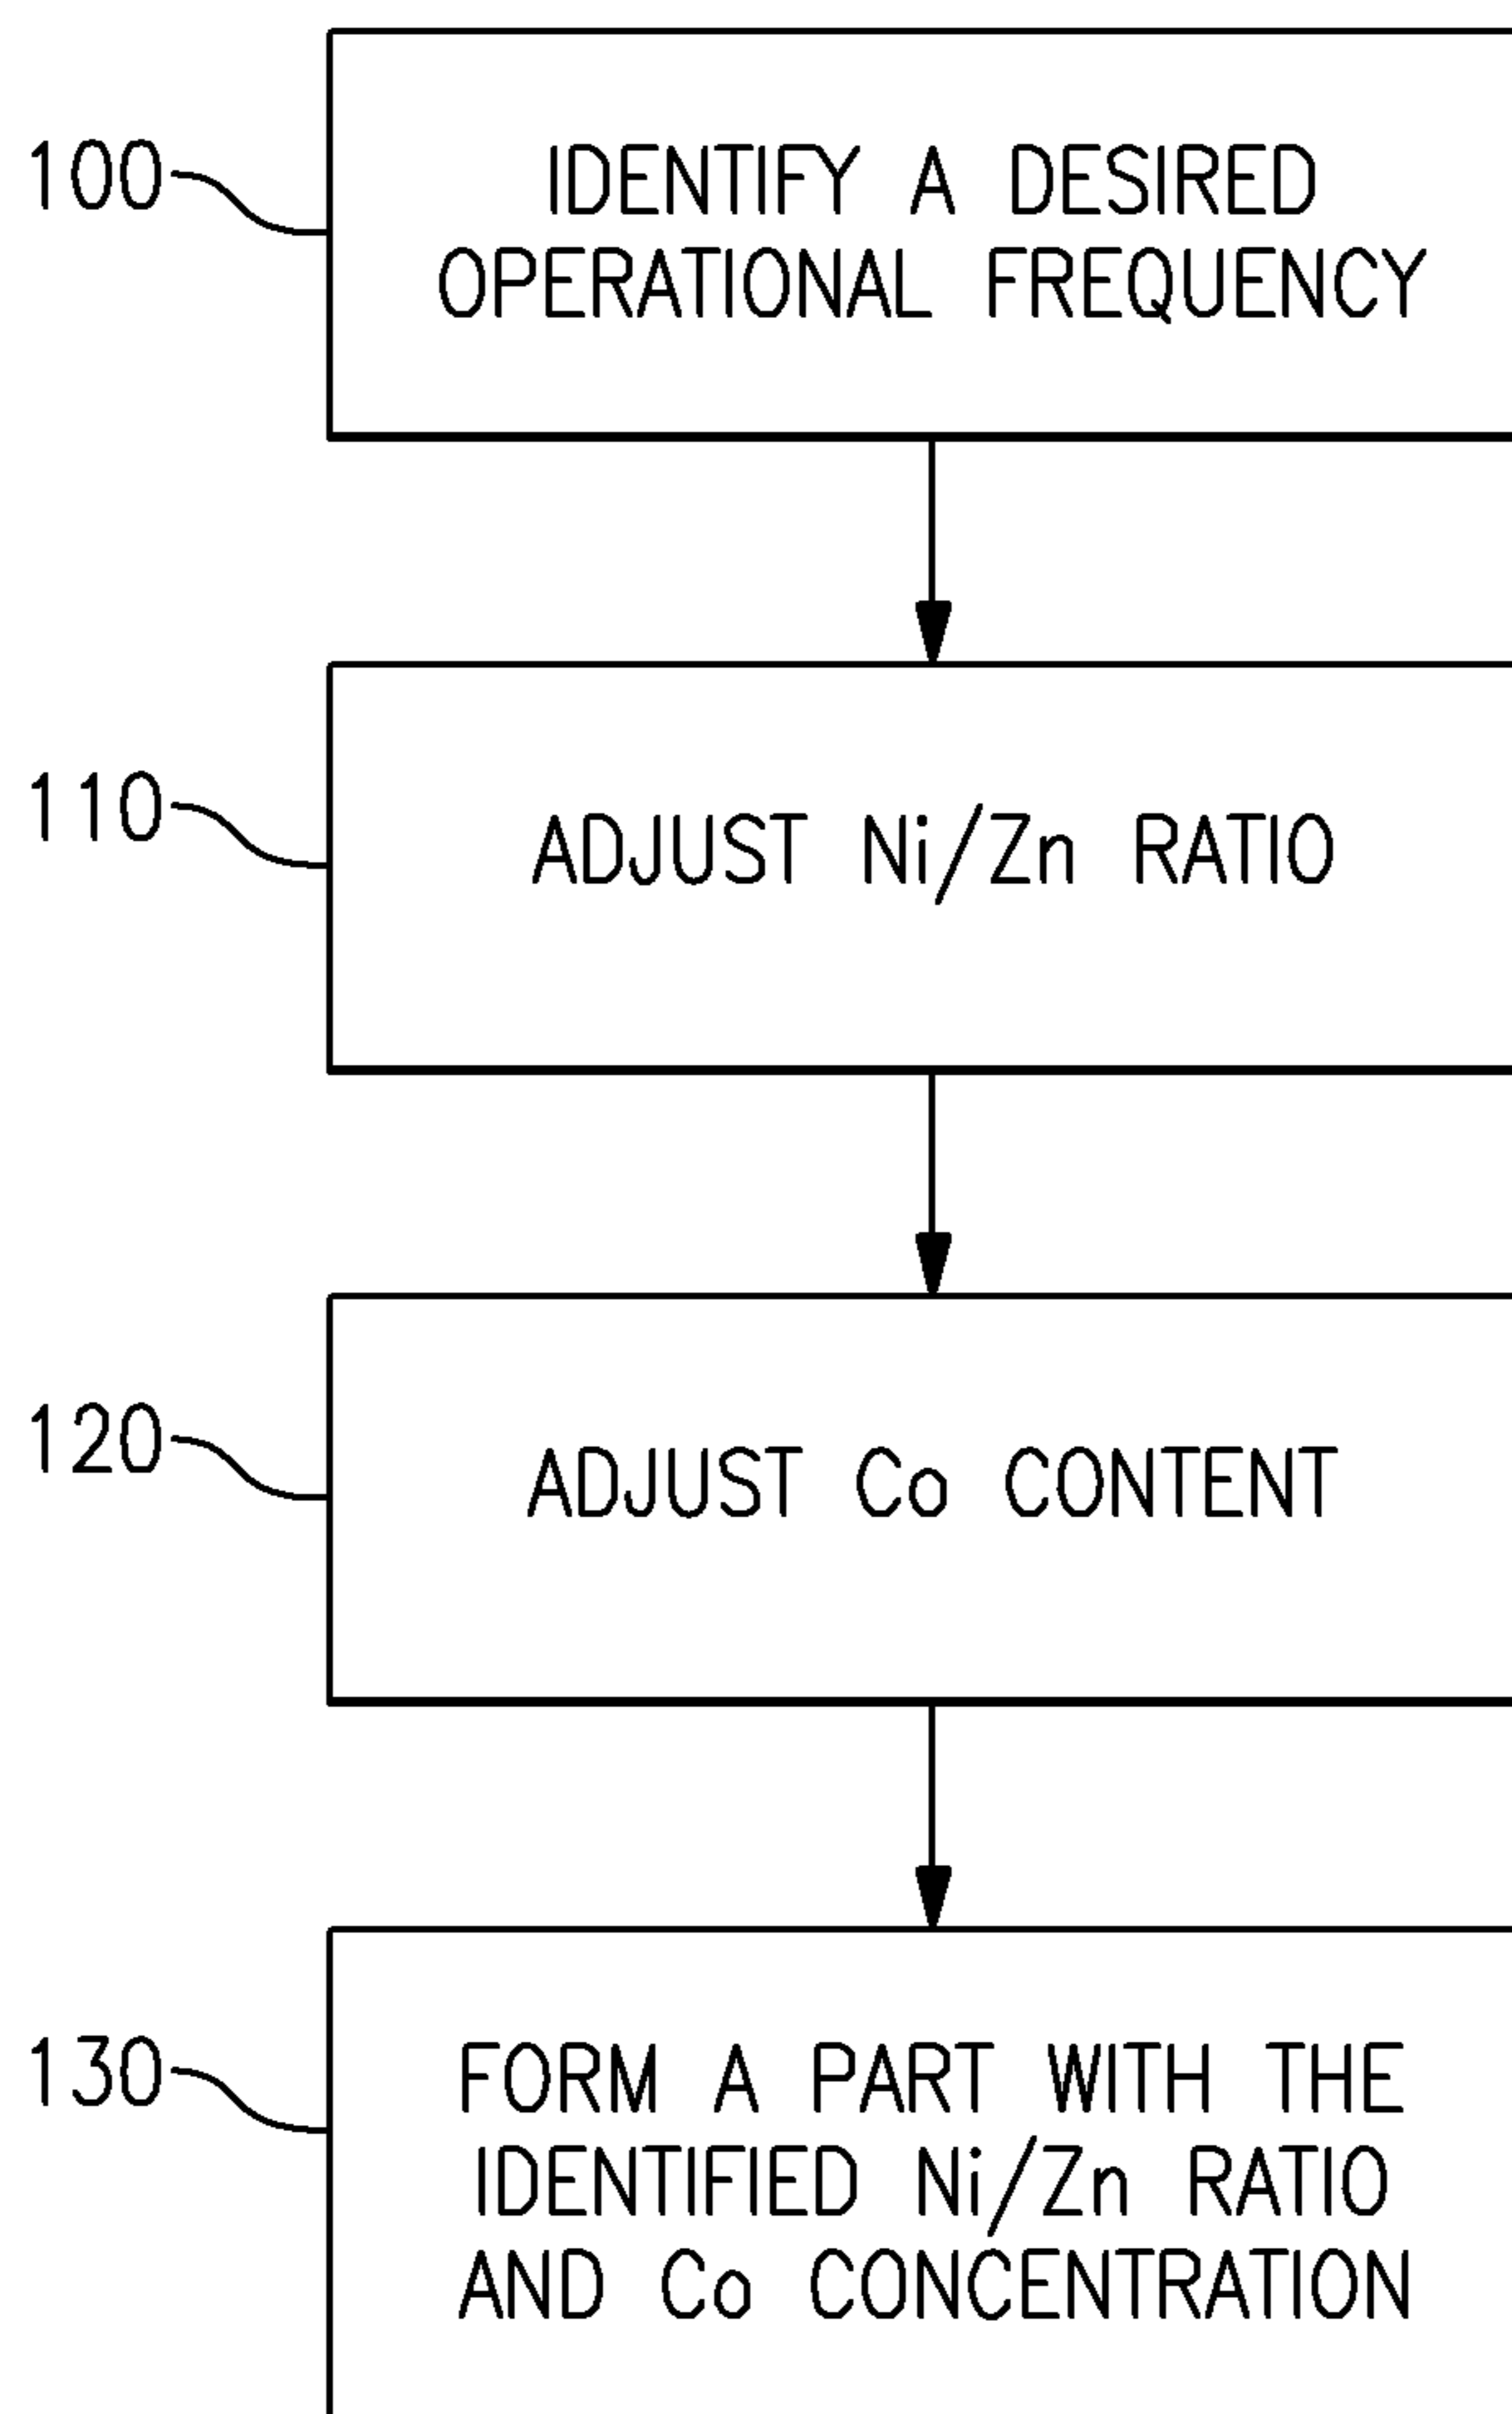 100
IDENTIFY A DESIRED
OPERATIONAL FREQUENCY
110
ADJUST Ni/Zn RATIO
120
ADJUST Co CONTENT
130
FORM A PART WITH THE
IDENTIFIED Ni/Zn RATIO
AND Co CONCENTRATION